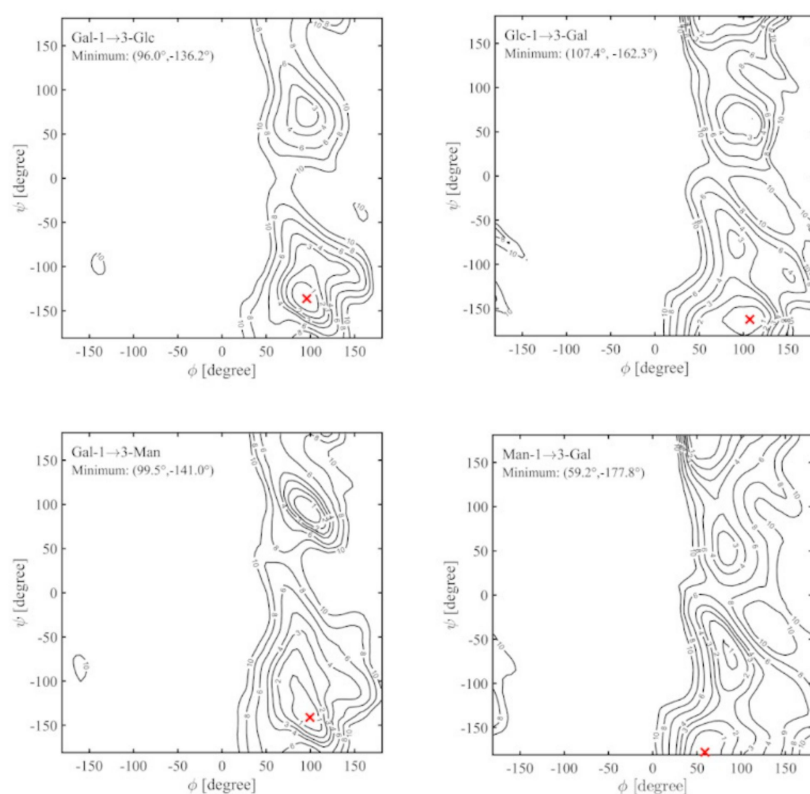 Gal-1→3-Glc
Minimum: (96.0°,-136.2°)
150
100
50
0
-50
-100
-150
ψ [degree]
-150 -100 -50 0 50 100 150
ϕ [degree]
Glc-1→3-Gal
Minimum: (107.4°, -162.3°)
150
100
50
0
-50
-100
-150
ψ [degree]
-150 -100 -50 0 50 100 150
ϕ [degree]
Gal-1→3-Man
Minimum: (99.5°,-141.0°)
150
100
50
0
-50
-100
-150
ψ [degree]
-150 -100 -50 0 50 100 150
ϕ [degree]
Man-1→3-Gal
Minimum: (59.2°,-177.8°)
150
100
50
0
-50
-100
-150
ψ [degree]
-150 -100 -50 0 50 100 150
ϕ [degree]